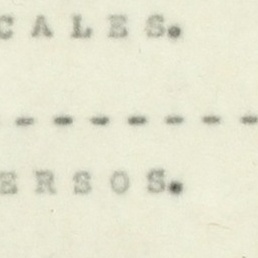 CALES.
- - - - - - -
ERSOS.